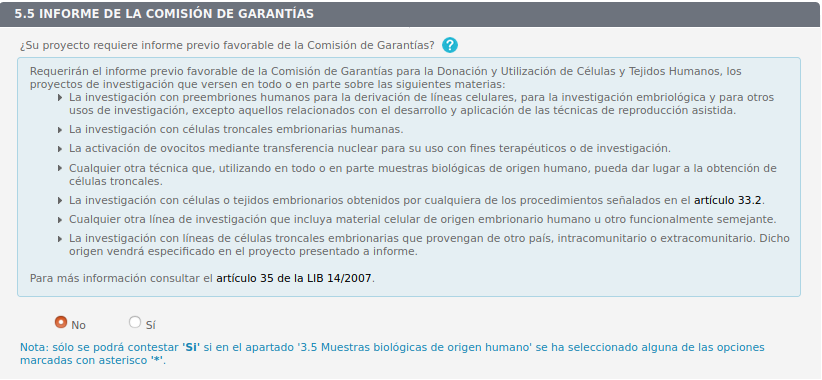 5.5 INFORME DE LA COMISIÓN DE GARANTÍAS
¿Su proyecto requiere informe previo favorable de la Comisión de Garantías? ?
Requerirán el informe previo favorable de la Comisión de Garantías para la Donación y Utilización de Células y Tejidos Humanos, los
proyectos de investigación que versen en todo o en parte sobre las siguientes materias:
La investigación con preembriones humanos para la derivación de líneas celulares, para la investigación embriológica y para otros
usos de investigación, excepto aquellos relacionados con el desarrollo y aplicación de las técnicas de reproducción asistida.
La investigación con células troncales embrionarias humanas.
La activación de ovocitos mediante transferencia nuclear para su uso con fines terapéuticos o de investigación.
Cualquier otra técnica que, utilizando en todo o en parte muestras biológicas de origen humano, pueda dar lugar a la obtención de
células troncales.
La investigación con células o tejidos embrionarios obtenidos por cualquiera de los procedimientos señalados en el artículo 33.2.
Cualquier otra línea de investigación que incluya material celular de origen embrionario humano u otro funcionalmente semejante.
La investigación con líneas de células troncales embrionarias que provengan de otro país, intracomunitario o extracomunitario. Dicho
origen vendrá especificado en el proyecto presentado a informe.
Para más información consultar el artículo 35 de la LIB 14/2007.
No Sí
Nota: sólo se podrá contestar 'Si' si en el apartado '3.5 Muestras biológicas de origen humano' se ha seleccionado alguna de las opciones
marcadas con asterisco '*'.